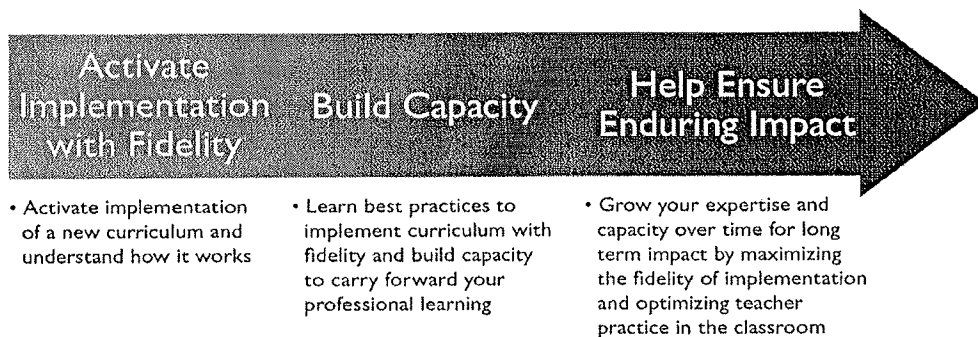 Activate
Implementation
with Fidelity
Build Capacity
Help Ensure
Enduring Impact
• Activate implementation
of a new curriculum and
understand how it works
• Learn best practices to
implement curriculum with
fidelity and build capacity
to carry forward your
professional learning
• Grow your expertise and
capacity over time for long
term impact by maximizing
the fidelity of implementation
and optimizing teacher
practice in the classroom